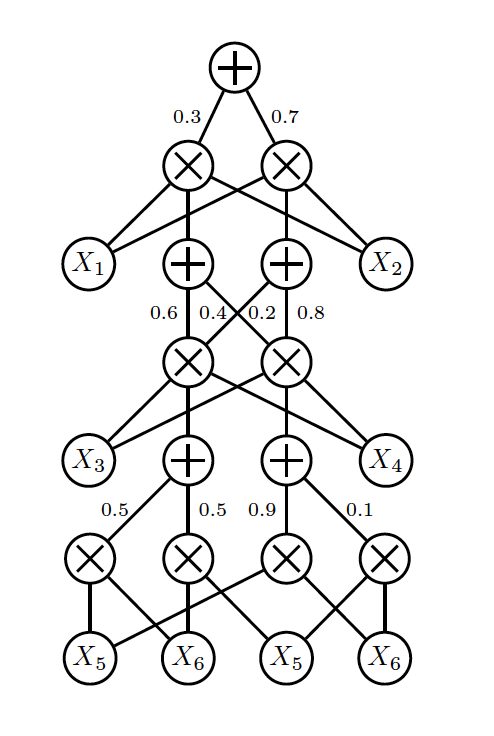 +
0.3 0.7
× ×
X₁ + + X₂
0.6 0.4 0.2 0.8
× ×
X₃ X₄
+ +
0.5 0.5 0.9 0.1
× × × ×
X₅ X₆ X₅ X₆